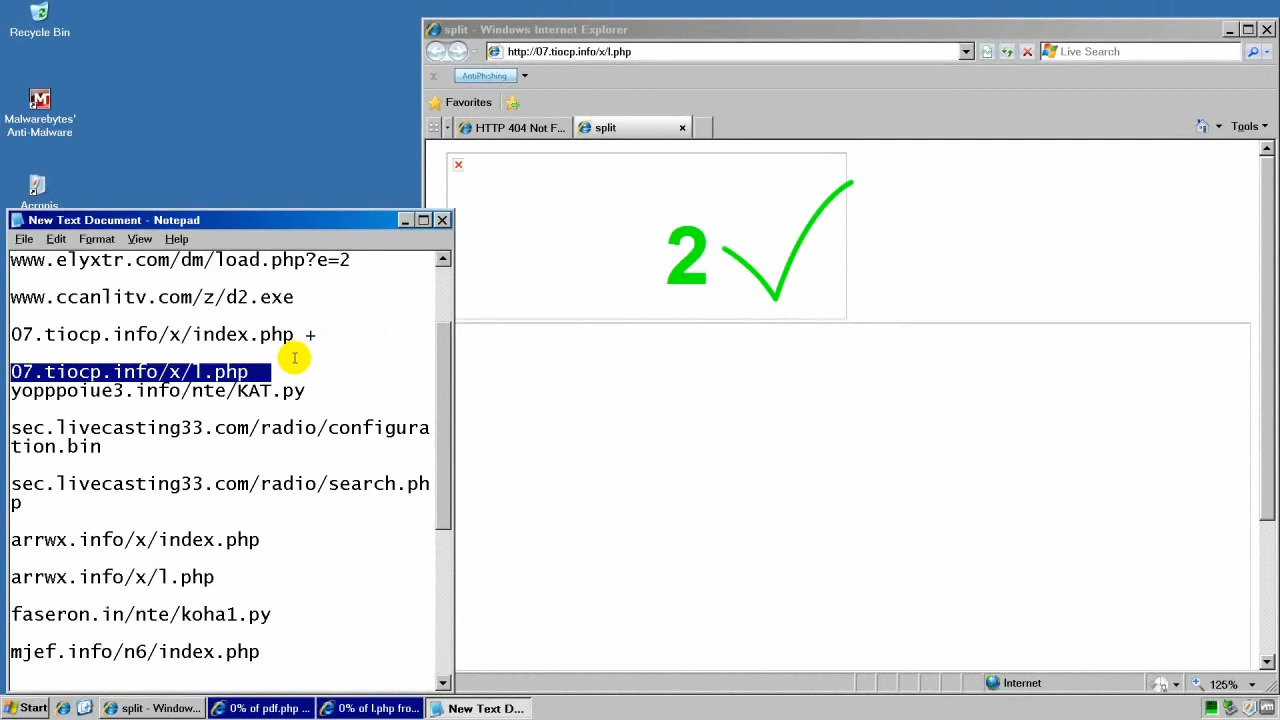 Recycle Bin
Malwarebytes'
Anti-Malware
Acronis
split - Windows Internet Explorer
http://07.tiocp.info/x/l.php
Live Search
AntiPhishing
Favorites
HTTP 404 Not F...
split
Tools
2
New Text Document - Notepad
File Edit Format View Help
www.elyxtr.com/dm/load.php?e=2
www.ccanlitv.com/z/d2.exe
07.tiocp.info/x/index.php +
07.tiocp.info/x/l.php
yopppoiue3.info/nte/KAT.py
sec.livecasting33.com/radio/configura
tion.bin
sec.livecasting33.com/radio/search.ph
p
arrwx.info/x/index.php
arrwx.info/x/l.php
faseron.in/nte/koha1.py
mjef.info/n6/index.php
Internet
125%
Start
split - Window...
0% of pdf.php ...
0% of l.php fro...
New Text D...